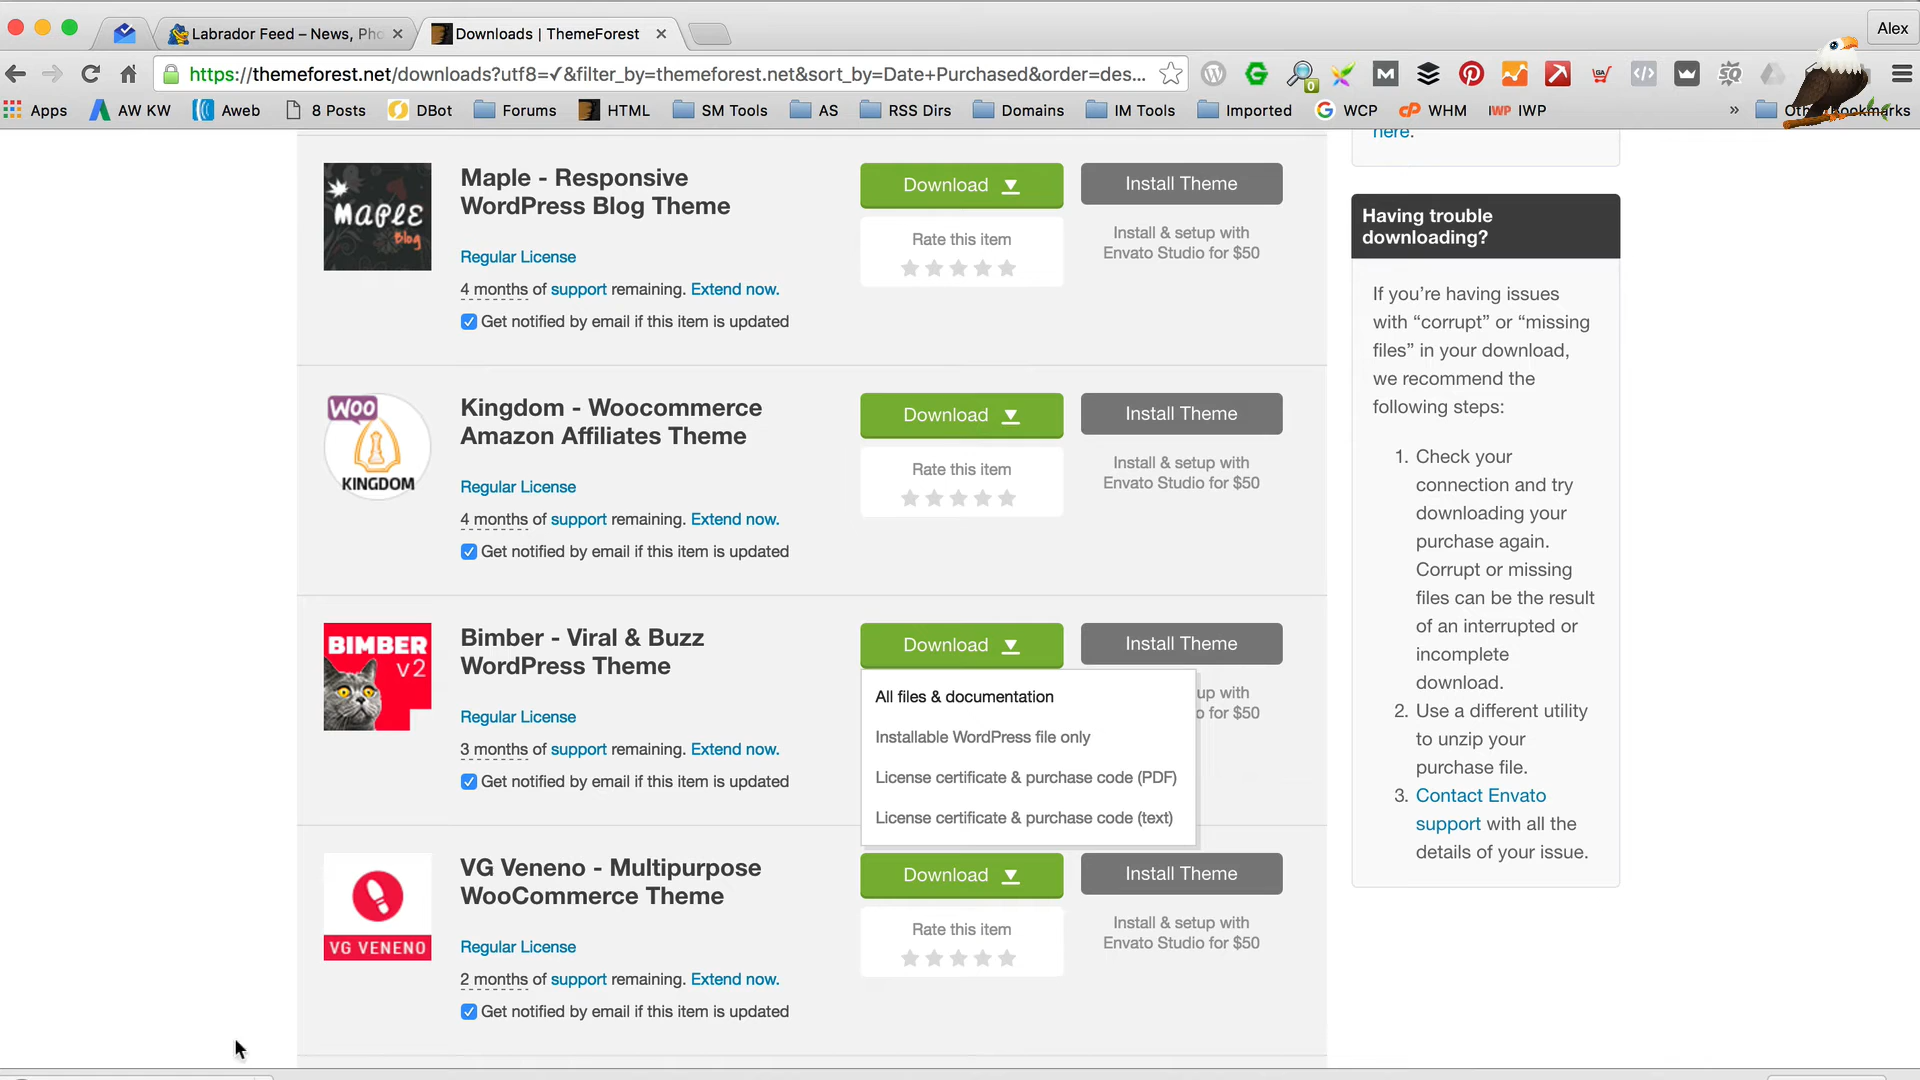 Labrador Feed – News, Pho
Downloads | ThemeForest
Alex
https://themeforest.net/downloads?utf8=✓&filter_by=themeforest.net&sort_by=Date+Purchased&order=des...
Apps
AW KW
Aweb
8 Posts
DBot
Forums
HTML
SM Tools
AS
RSS Dirs
Domains
IM Tools
Imported
WCP
WHM
IWP
IWP
»
Other Bookmarks
here.
MAPLE
Blog
Maple - Responsive
WordPress Blog Theme
Regular License
4 months of support remaining. Extend now.
Get notified by email if this item is updated
Download
Rate this item
Install Theme
Install & setup with
Envato Studio for $50
WOO
KINGDOM
Kingdom - Woocommerce
Amazon Affiliates Theme
Regular License
4 months of support remaining. Extend now.
Get notified by email if this item is updated
Download
Rate this item
Install Theme
Install & setup with
Envato Studio for $50
BIMBER
v2
Bimber - Viral & Buzz
WordPress Theme
Regular License
3 months of support remaining. Extend now.
Get notified by email if this item is updated
Download
All files & documentation
Installable WordPress file only
License certificate & purchase code (PDF)
License certificate & purchase code (text)
Install Theme
up with
o for $50
VG VENENO
VG Veneno - Multipurpose
WooCommerce Theme
Regular License
2 months of support remaining. Extend now.
Get notified by email if this item is updated
Download
Rate this item
Install Theme
Install & setup with
Envato Studio for $50
Having trouble
downloading?
If you're having issues
with “corrupt” or “missing
files” in your download,
we recommend the
following steps:
1. Check your
connection and try
downloading your
purchase again.
Corrupt or missing
files can be the result
of an interrupted or
incomplete
download.
2. Use a different utility
to unzip your
purchase file.
3. Contact Envato
support with all the
details of your issue.